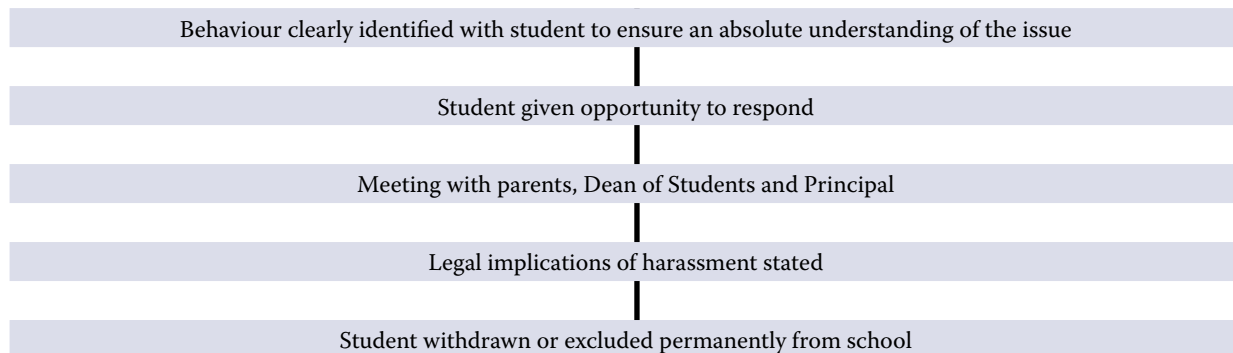 Behaviour clearly identified with student to ensure an absolute understanding of the issue
Student given opportunity to respond
Meeting with parents, Dean of Students and Principal
Legal implications of harassment stated
Student withdrawn or excluded permanently from school